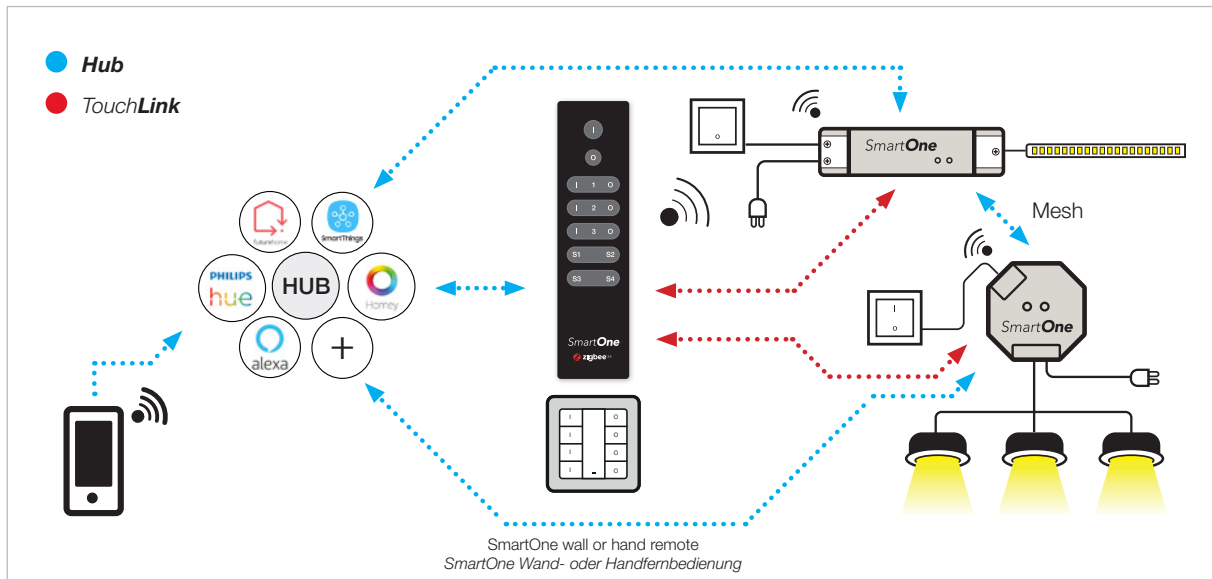 Hub
TouchLink
futurehome
SmartThings
PHILIPS
hue
HUB
Homey
alexa
+
I
O
I 1 O
I 2 O
I 3 O
S1 S2
S3 S4
SmartOne
zigbee
I O
I O
I O
I O
O
SmartOne
Mesh
I
O
SmartOne
SmartOne wall or hand remote
SmartOne Wand- oder Handfernbedienung